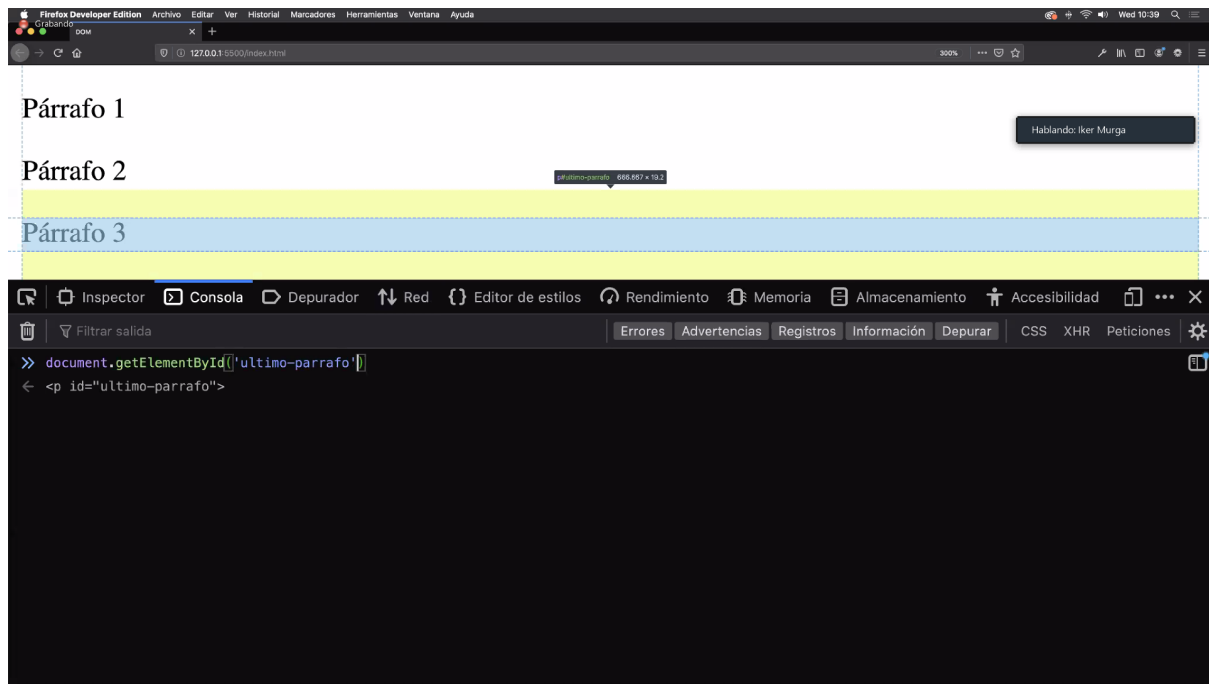 Firefox Developer Edition Archivo Editar Ver Historial Marcadores Herramientas Ventana Ayuda Wed 10:39
Grabando
DOM
127.0.0.1:5500/index.html 300%
Párrafo 1
Hablando: Iker Murga
Párrafo 2
p#ultimo-parrafo 666.667 × 19.2
Párrafo 3
Inspector Consola Depurador Red Editor de estilos Rendimiento Memoria Almacenamiento Accesibilidad
Filtrar salida Errores Advertencias Registros Información Depurar CSS XHR Peticiones
document.getElementById('ultimo-parrafo')
<p id="ultimo-parrafo">